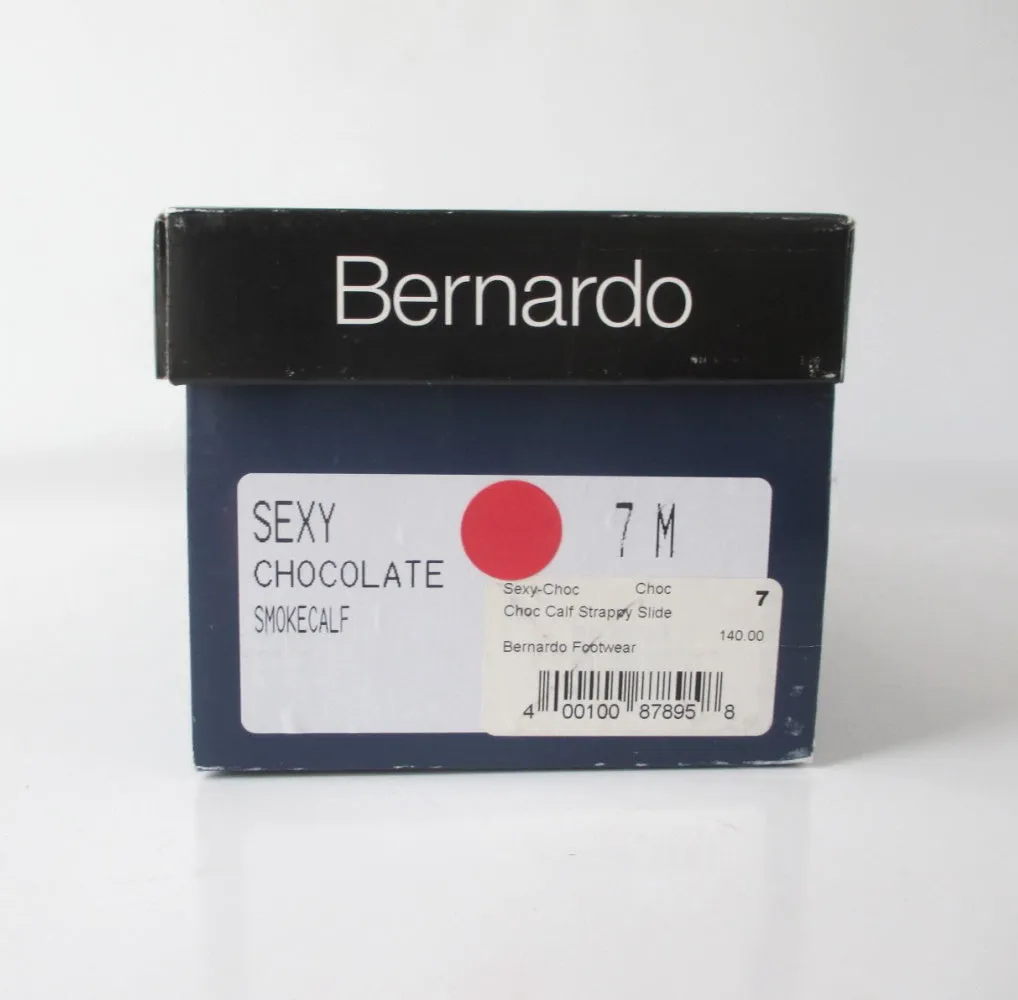 Bernardo
SEXY 7 M
CHOCOLATE
SMOKECALF
Sexy-Choc Choc 7
Choc Calf Strappy Slide
140.00
Bernardo Footwear
4 00100 87895 8